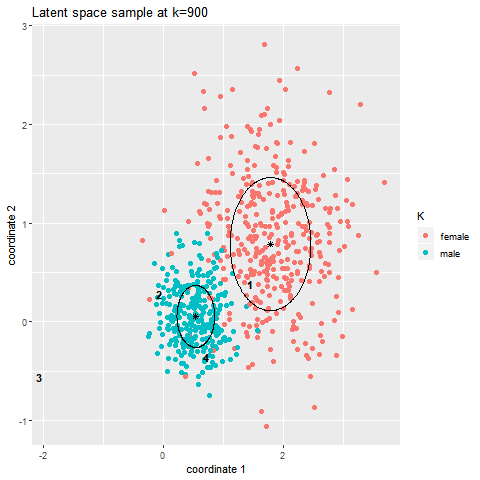 Latent space sample at k=900
3
2
1
0
-1
coordinate 2
2
1
4
3
-2
0
2
coordinate 1
K
female
male